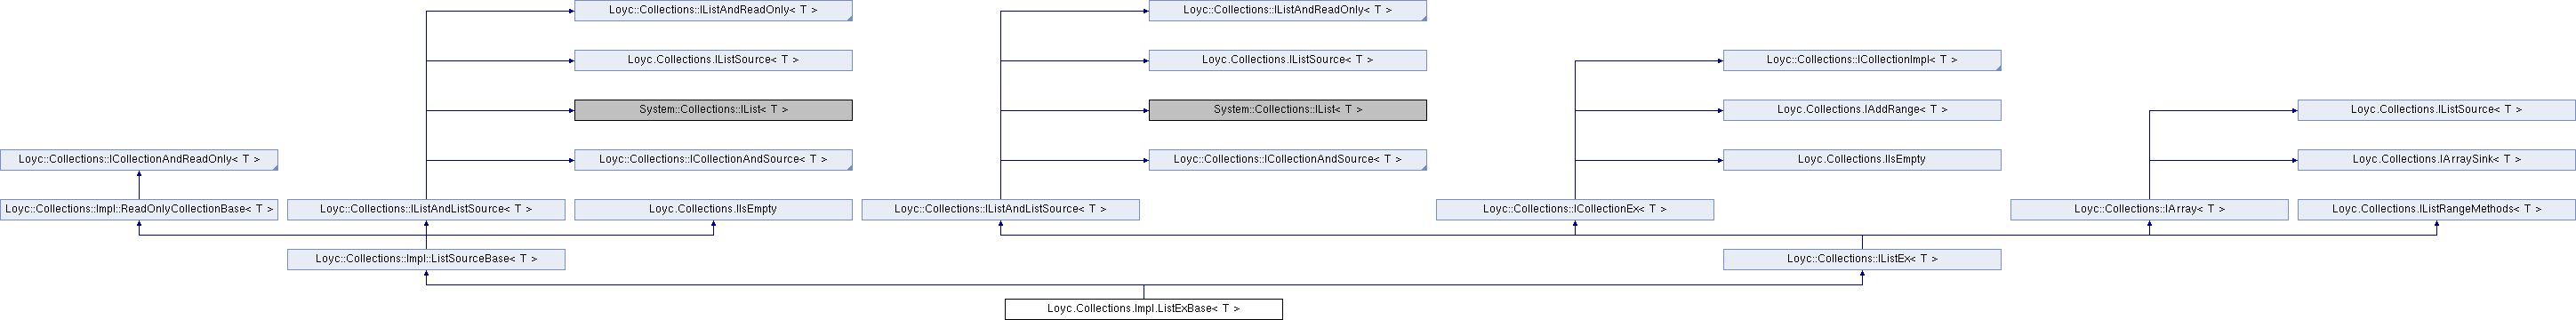 Loyc::Collections::IListAndReadOnly< T >
Loyc::Collections::IListAndReadOnly< T >
Loyc.Collections.IListSource< T >
Loyc.Collections.IListSource< T >
Loyc::Collections::ICollectionImpl< T >
System::Collections::IList< T >
System::Collections::IList< T >
Loyc.Collections.IAddRange< T >
Loyc.Collections.IListSource< T >
Loyc::Collections::ICollectionAndReadOnly< T >
Loyc::Collections::ICollectionAndSource< T >
Loyc::Collections::ICollectionAndSource< T >
Loyc.Collections.IIsEmpty
Loyc.Collections.IArraySink< T >
Loyc::Collections::Impl::ReadOnlyCollectionBase< T >
Loyc::Collections::IListAndListSource< T >
Loyc.Collections.IIsEmpty
Loyc::Collections::IListAndListSource< T >
Loyc::Collections::ICollectionEx< T >
Loyc::Collections::IArray< T >
Loyc.Collections.IListRangeMethods< T >
Loyc::Collections::Impl::ListSourceBase< T >
Loyc::Collections::IListEx< T >
Loyc.Collections.Impl.ListExBase< T >